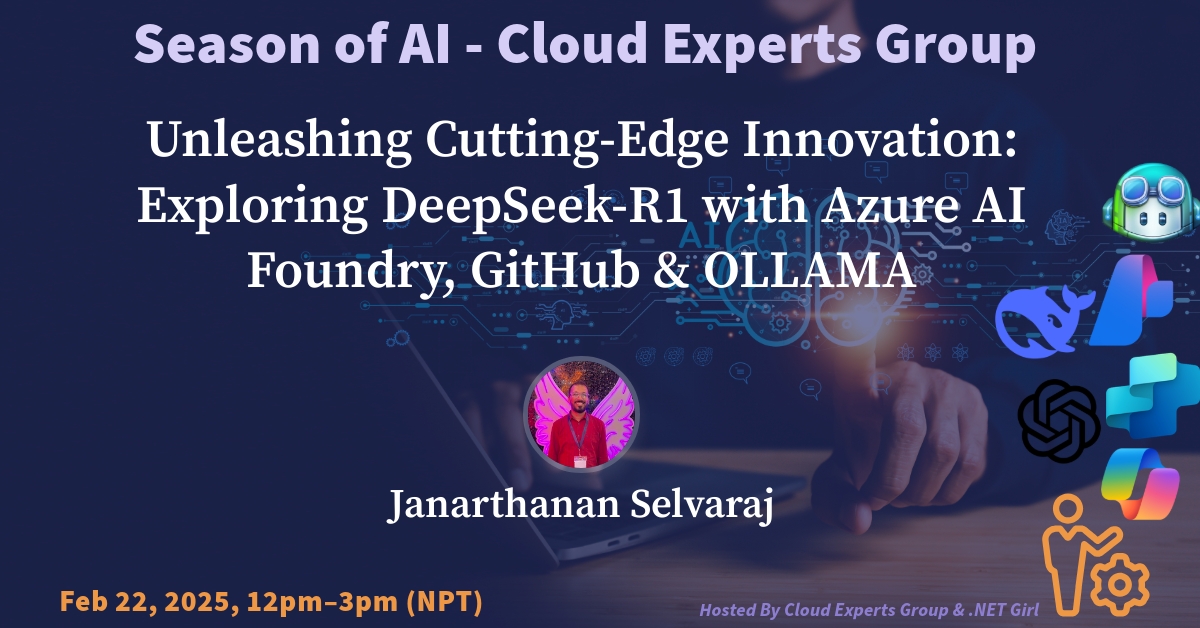 Season of AI - Cloud Experts Group
Unleashing Cutting-Edge Innovation:
Exploring DeepSeek-R1 with Azure AI
Foundry, GitHub & OLLAMA
AI
Janarthanan Selvaraj
Feb 22, 2025, 12pm–3pm (NPT)
Hosted By Cloud Experts Group & .NET Girl